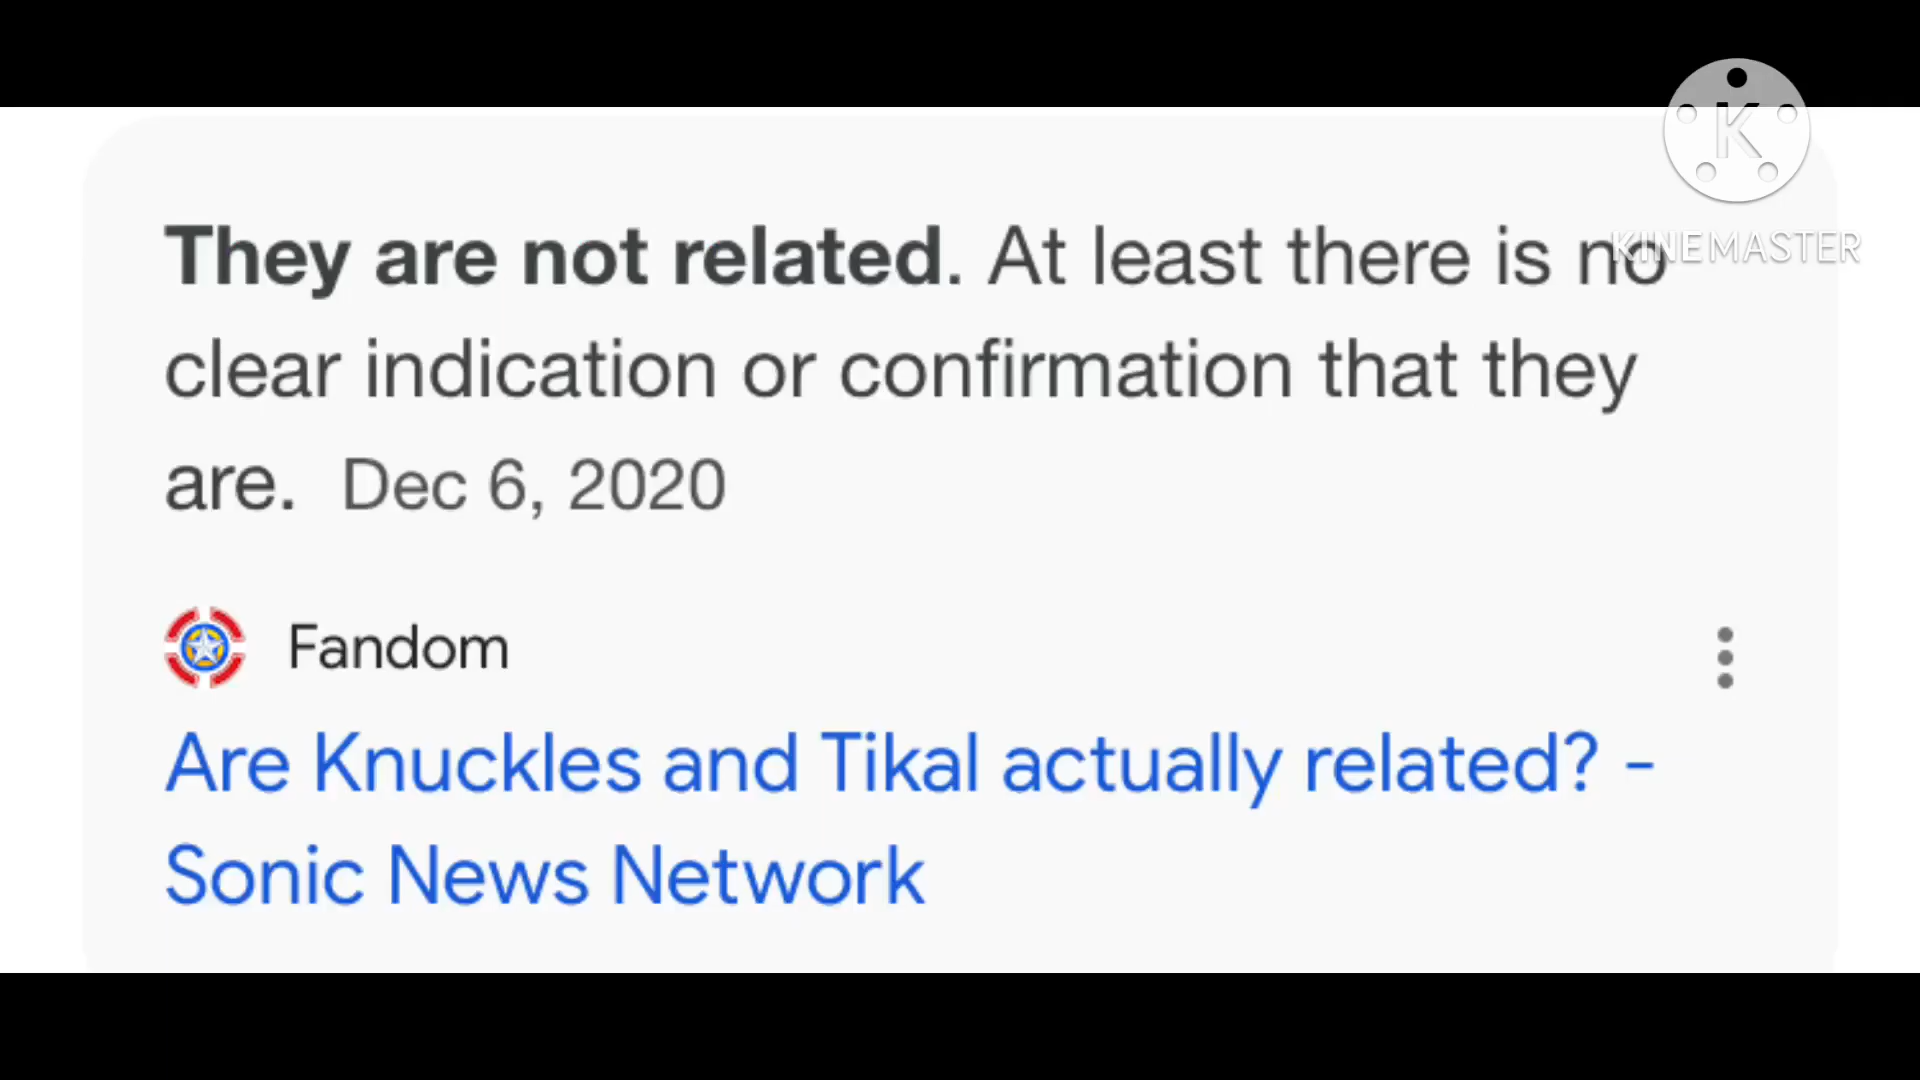 They are not related. At least there is no
clear indication or confirmation that they
are. Dec 6, 2020
Fandom
Are Knuckles and Tikal actually related? -
Sonic News Network
K
KINEMASTER